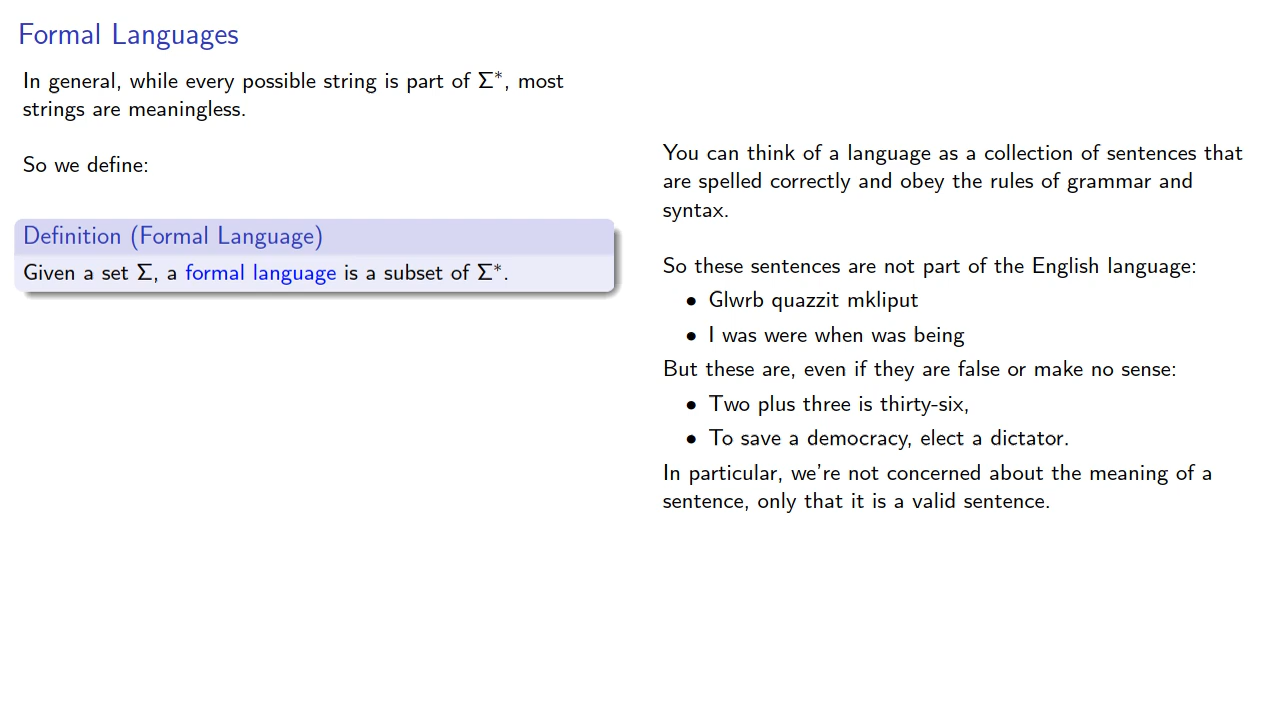 Formal Languages
In general, while every possible string is part of Σ*, most
strings are meaningless.
So we define:
Definition (Formal Language)
Given a set Σ, a formal language is a subset of Σ*.
You can think of a language as a collection of sentences that
are spelled correctly and obey the rules of grammar and
syntax.
So these sentences are not part of the English language:
• Glwrb quazzit mkliput
• I was were when was being
But these are, even if they are false or make no sense:
• Two plus three is thirty-six,
• To save a democracy, elect a dictator.
In particular, we're not concerned about the meaning of a
sentence, only that it is a valid sentence.